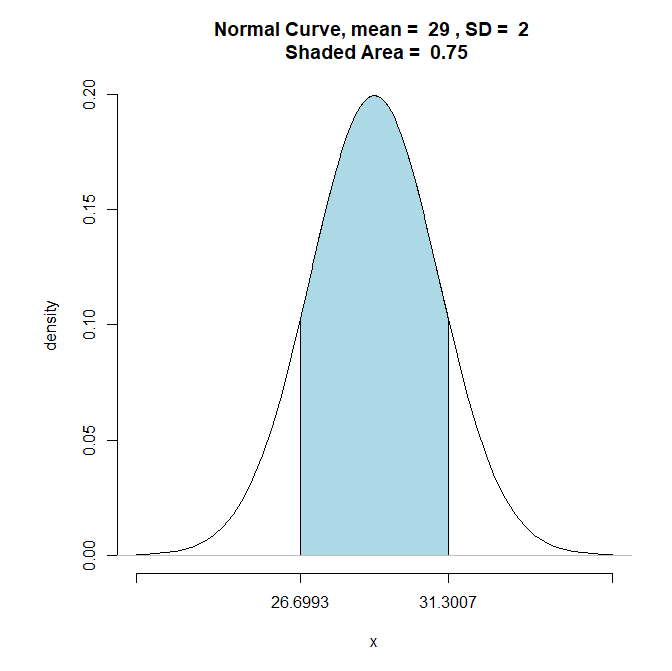 Normal Curve, mean =  29 , SD =  2
Shaded Area =  0.75
0.20
0.15
0.10
0.05
0.00
density
26.6993 31.3007
x